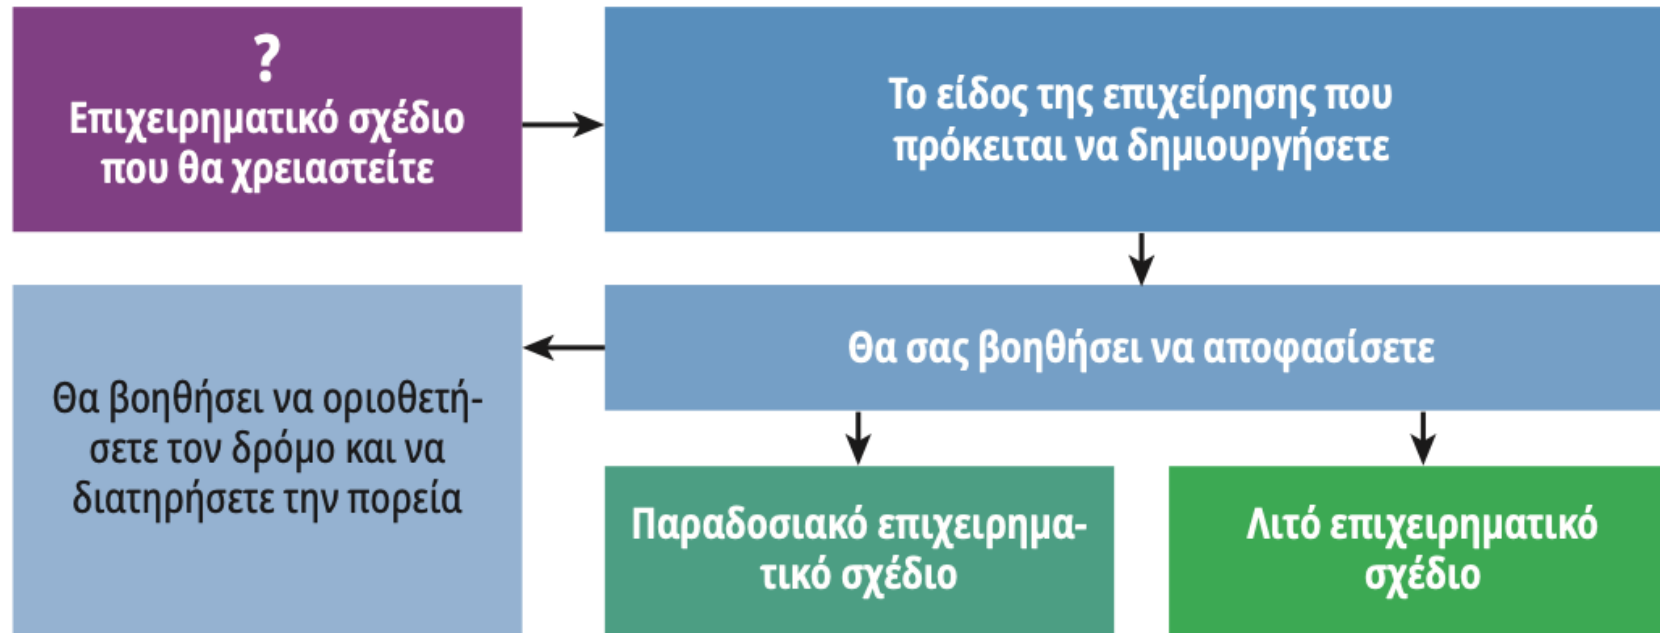 ?
Επιχειρηματικό σχέδιο
που θα χρειαστείτε
Το είδος της επιχείρησης που
πρόκειται να δημιουργήσετε
Θα σας βοηθήσει να αποφασίσετε
Θα βοηθήσει να οριοθετή-
σετε τον δρόμο και να
διατηρήσετε την πορεία
Παραδοσιακό επιχειρημα-
τικό σχέδιο
Λιτό επιχειρηματικό
σχέδιο